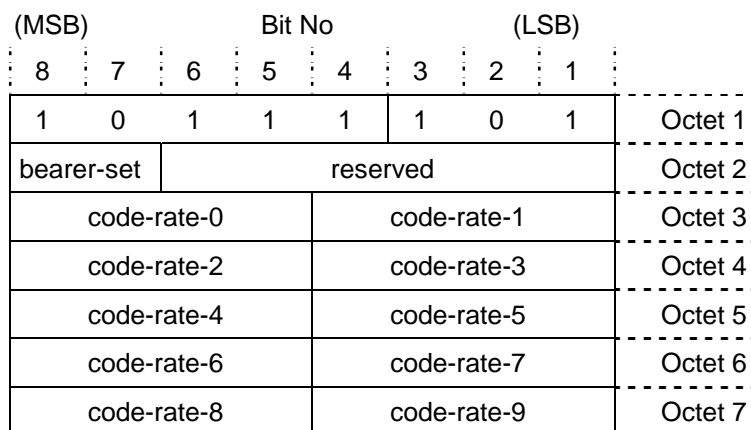 (MSB) Bit No (LSB)
8 7 6 5 4 3 2 1
1 0 1 1 1 1 0 1 Octet 1
bearer-set reserved Octet 2
code-rate-0 code-rate-1 Octet 3
code-rate-2 code-rate-3 Octet 4
code-rate-4 code-rate-5 Octet 5
code-rate-6 code-rate-7 Octet 6
code-rate-8 code-rate-9 Octet 7